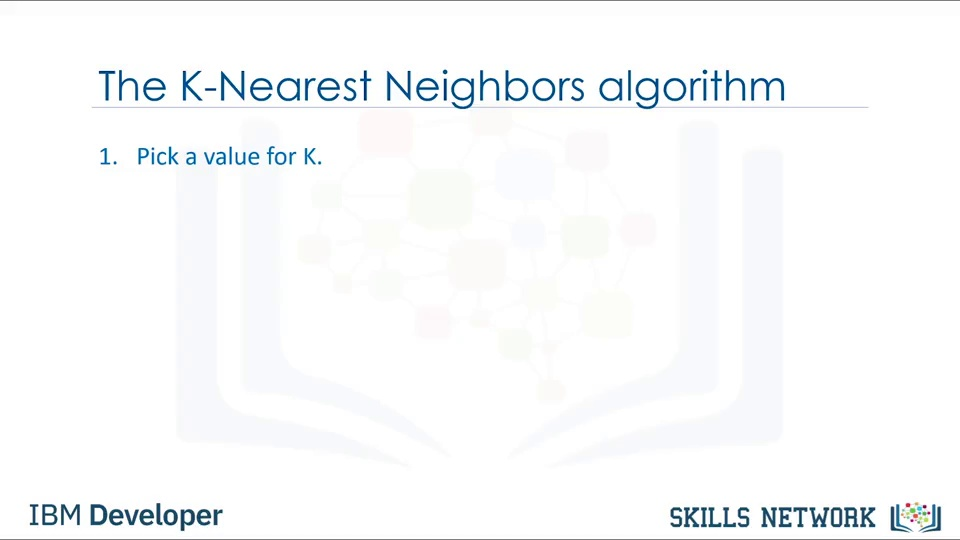 The K-Nearest Neighbors algorithm
1. Pick a value for K.
IBM Developer
SKILLS NETWORK